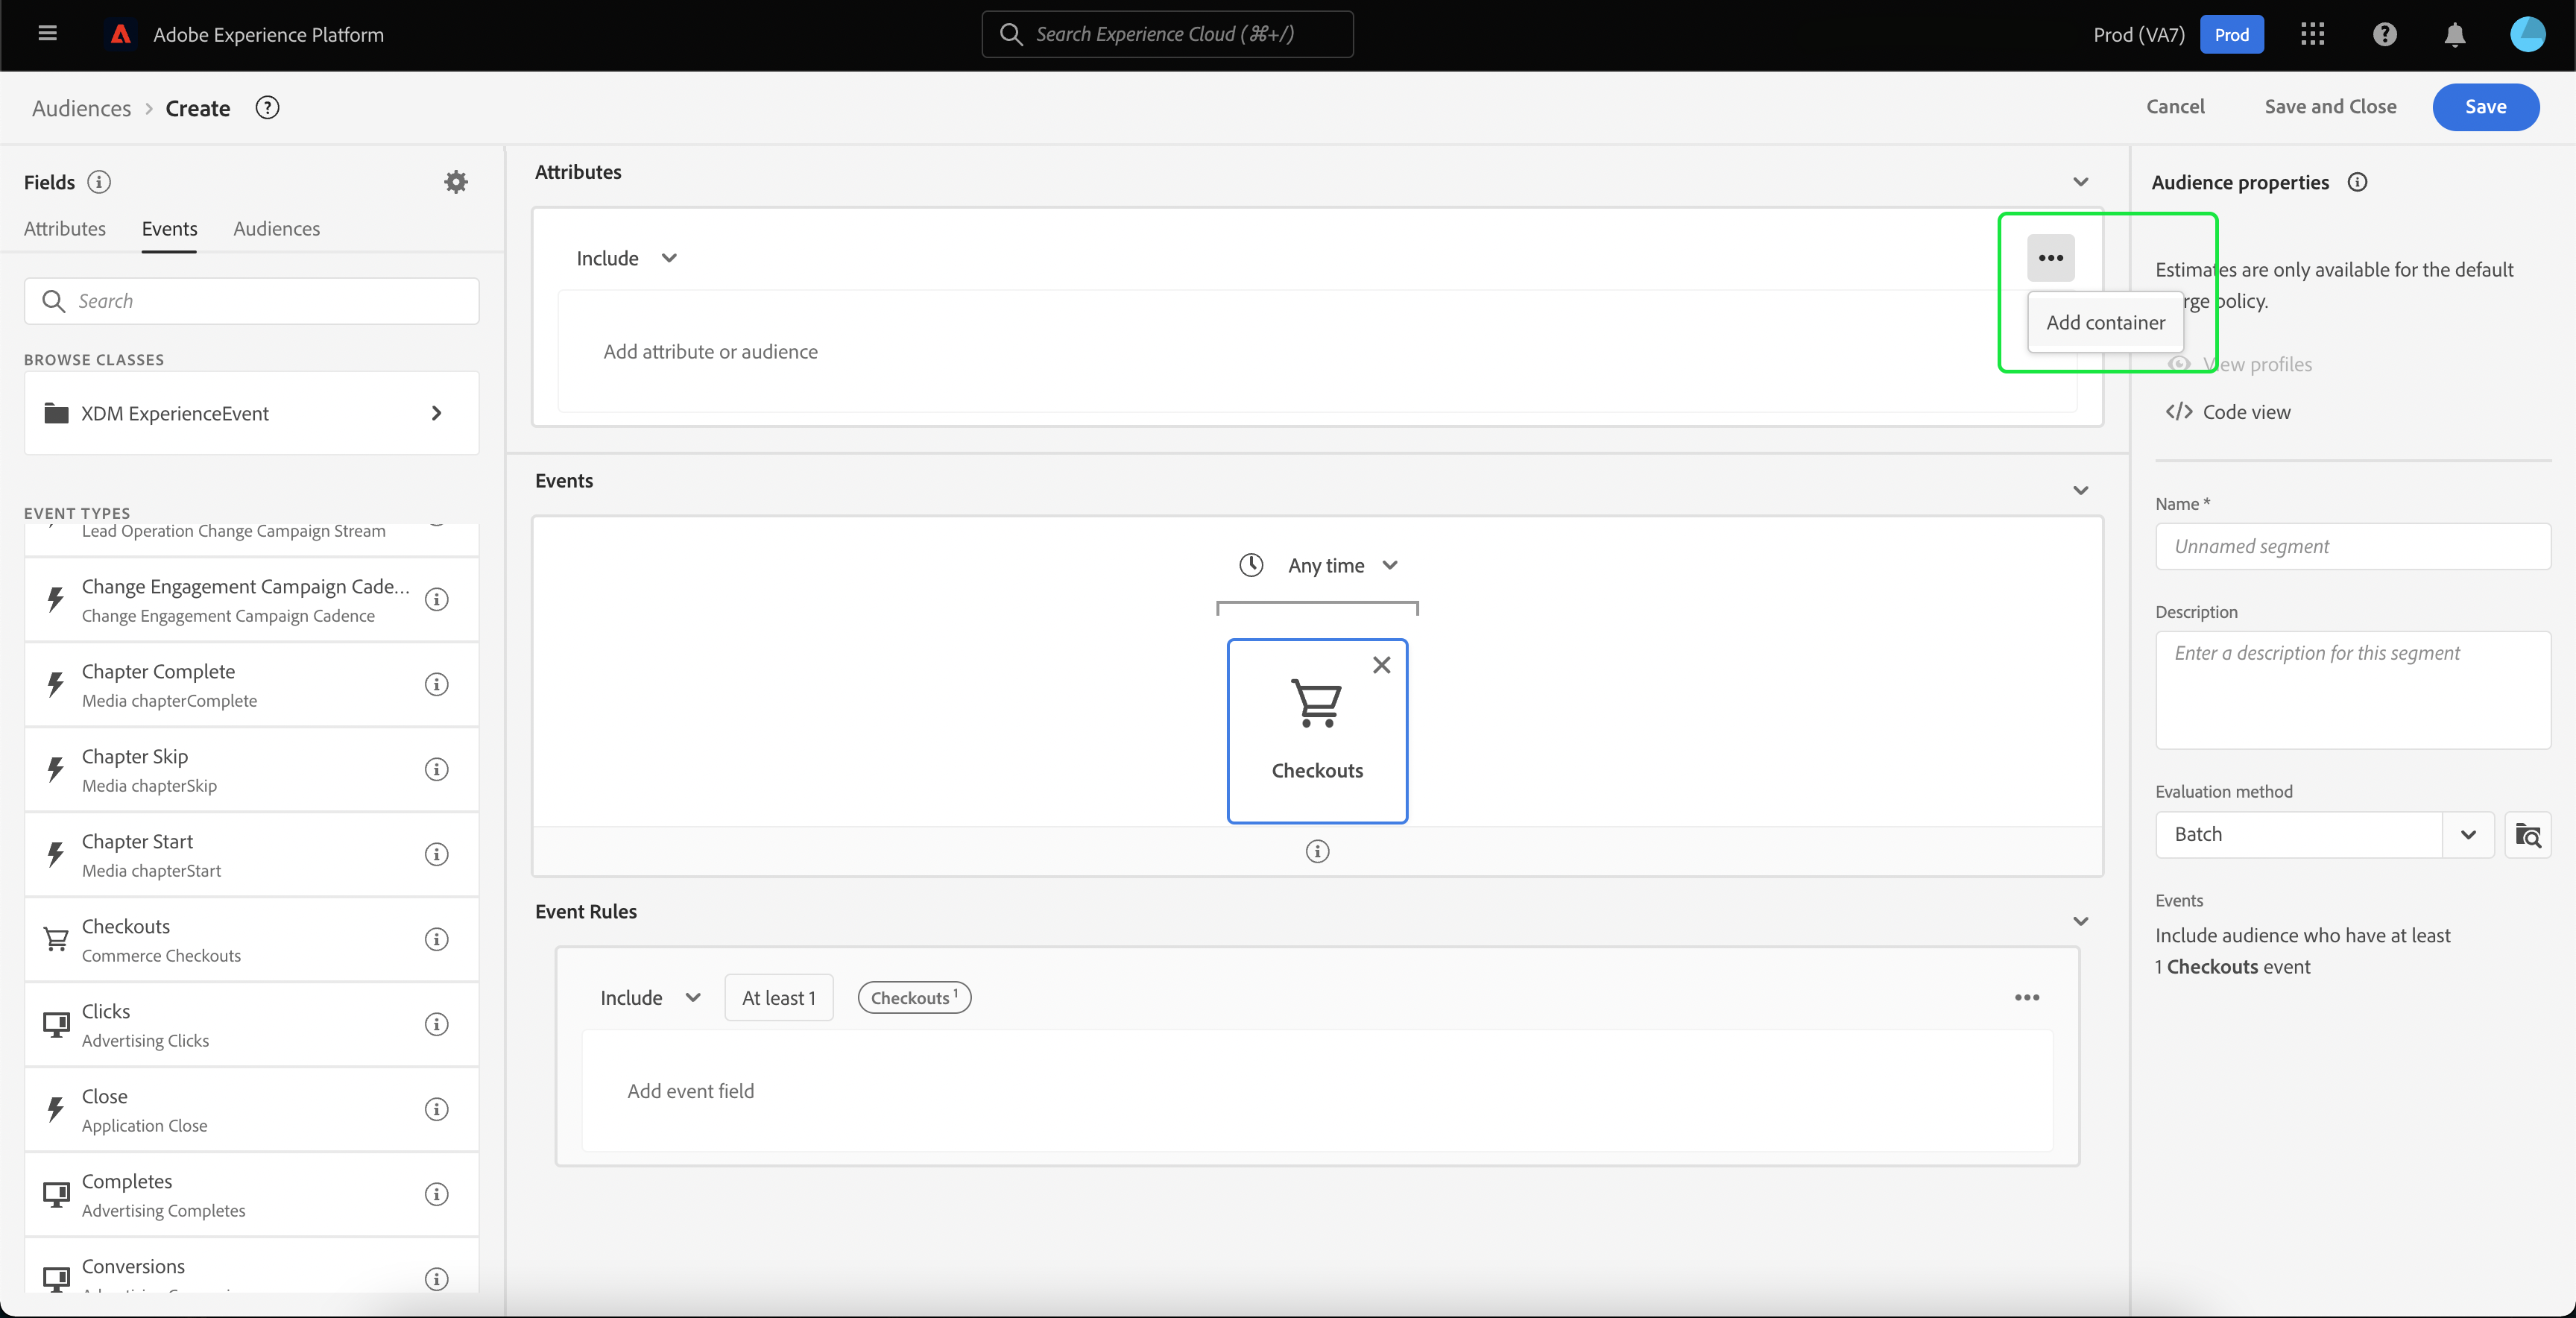 Adobe Experience Platform
Search Experience Cloud (⌘+/)
Prod (VA7)
Prod
Audiences
Create
Cancel
Save and Close
Save
Fields
Attributes
Events
Audiences
Search
BROWSE CLASSES
XDM ExperienceEvent
EVENT TYPES
Lead Operation Change Campaign Stream
Change Engagement Campaign Cade...
Change Engagement Campaign Cadence
Chapter Complete
Media chapterComplete
Chapter Skip
Media chapterSkip
Chapter Start
Media chapterStart
Checkouts
Commerce Checkouts
Clicks
Advertising Clicks
Close
Application Close
Completes
Advertising Completes
Conversions
Attributes
Include
Add container
Add attribute or audience
Events
Any time
Checkouts
Event Rules
Include
At least 1
Checkouts 1
Add event field
Audience properties
Estimates are only available for the default
policy.
View profiles
Code view
Name *
Unnamed segment
Description
Enter a description for this segment
Evaluation method
Batch
Events
Include audience who have at least
1 Checkouts event